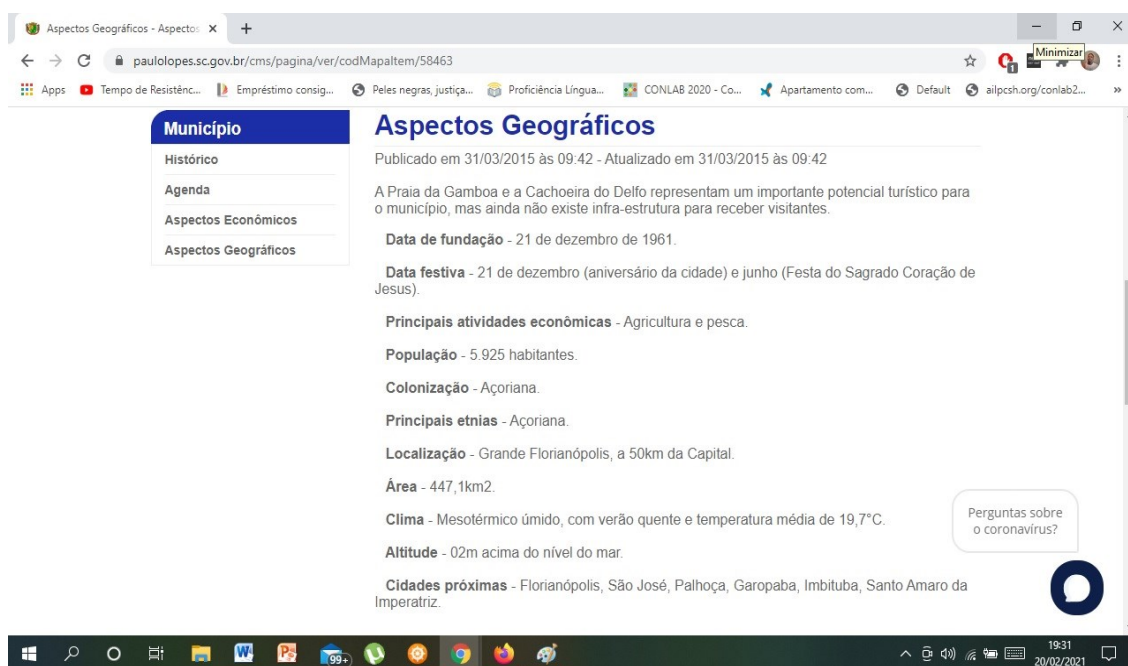 Aspectos Geográficos - Aspectos
Minimizar
paulolopes.sc.gov.br/cms/pagina/ver/codMapaItem/58463
1
Apps Tempo de Resistênc... Empréstimo consig... Peles negras, justiça... Proficiência Língua... CONLAB 2020 - Co... Apartamento com... Default ailpcsh.org/conlab2... »
Município
Histórico
Agenda
Aspectos Econômicos
Aspectos Geográficos
Aspectos Geográficos
Publicado em 31/03/2015 às 09:42 - Atualizado em 31/03/2015 às 09:42
A Praia da Gamboa e a Cachoeira do Delfo representam um importante potencial turístico para
o município, mas ainda não existe infra-estrutura para receber visitantes.
Data de fundação - 21 de dezembro de 1961.
Data festiva - 21 de dezembro (aniversário da cidade) e junho (Festa do Sagrado Coração de
Jesus).
Principais atividades econômicas - Agricultura e pesca.
População - 5.925 habitantes.
Colonização - Açoriana.
Principais etnias - Açoriana.
Localização - Grande Florianópolis, a 50km da Capital.
Área - 447,1km2.
Clima - Mesotérmico úmido, com verão quente e temperatura média de 19,7°C.
Altitude - 02m acima do nível do mar.
Cidades próximas - Florianópolis, São José, Palhoça, Garopaba, Imbituba, Santo Amaro da
Imperatriz.
Perguntas sobre
o coronavírus?
99+
19:31
20/02/2021